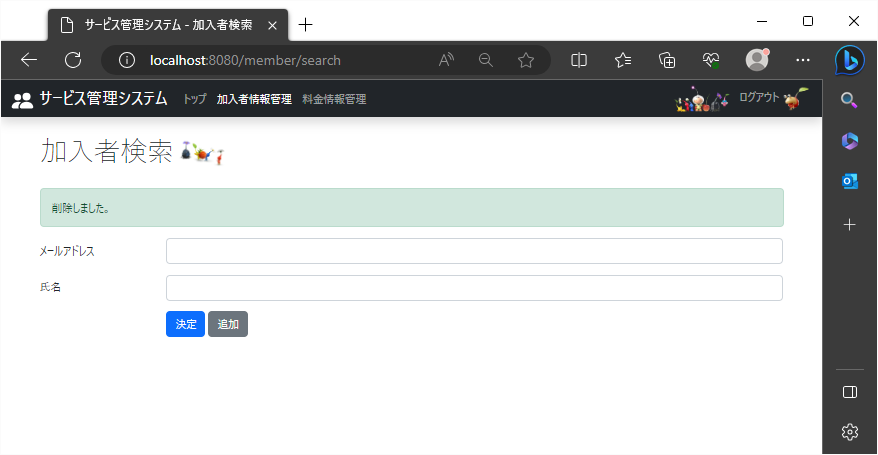 サービス管理システム - 加入者検索
localhost:8080/member/search
サービス管理システム トップ 加入者情報管理 料金情報管理 ログアウト
加入者検索
削除しました。
メールアドレス
氏名
決定 追加